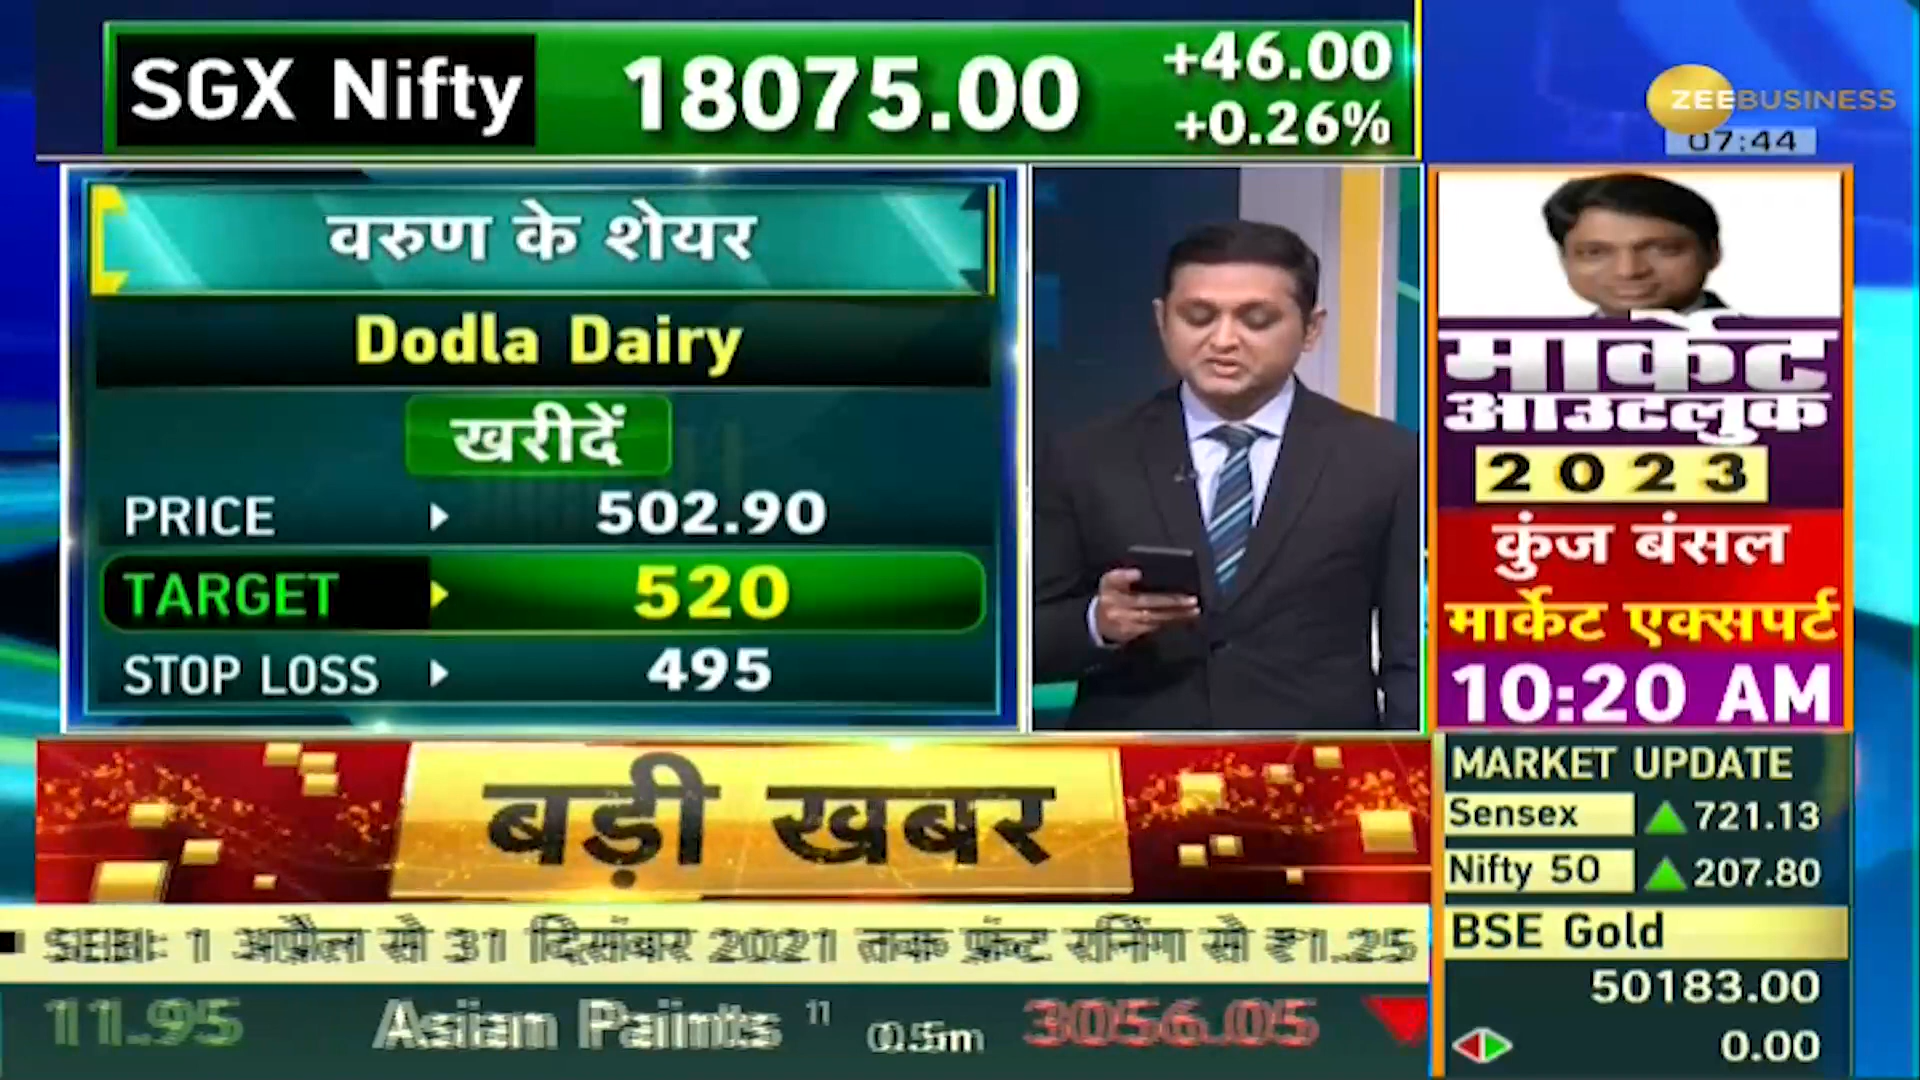 SGX Nifty 18075.00 +46.00
+0.26%
ZEEBUSINESS
07:44
वरुण के शेयर
Dodla Dairy
खरीदें
PRICE 502.90
TARGET 520
STOP LOSS 495
मार्केट
आउटलुक
2023
कुंज बंसल
मार्केट एक्सपर्ट
10:20 AM
बड़ी खबर
SEBI: 1 अप्रैल से 31 दिसंबर 2021 तक फ्रंट रनिंग से ₹1.25
11.95 Asian Paints 11 0.5m 3056.05
MARKET UPDATE
Sensex 721.13
Nifty 50 207.80
BSE Gold
50183.00
0.00